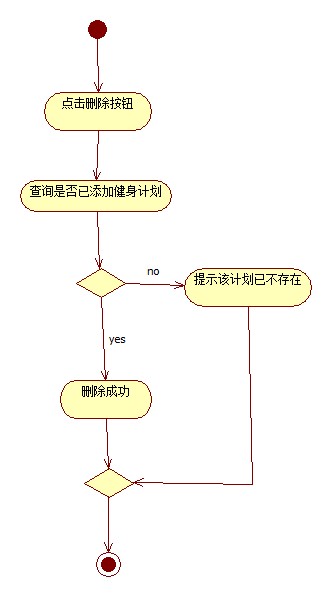 点击删除按钮
查询是否已添加健身计划
no
提示该计划已不存在
yes
删除成功